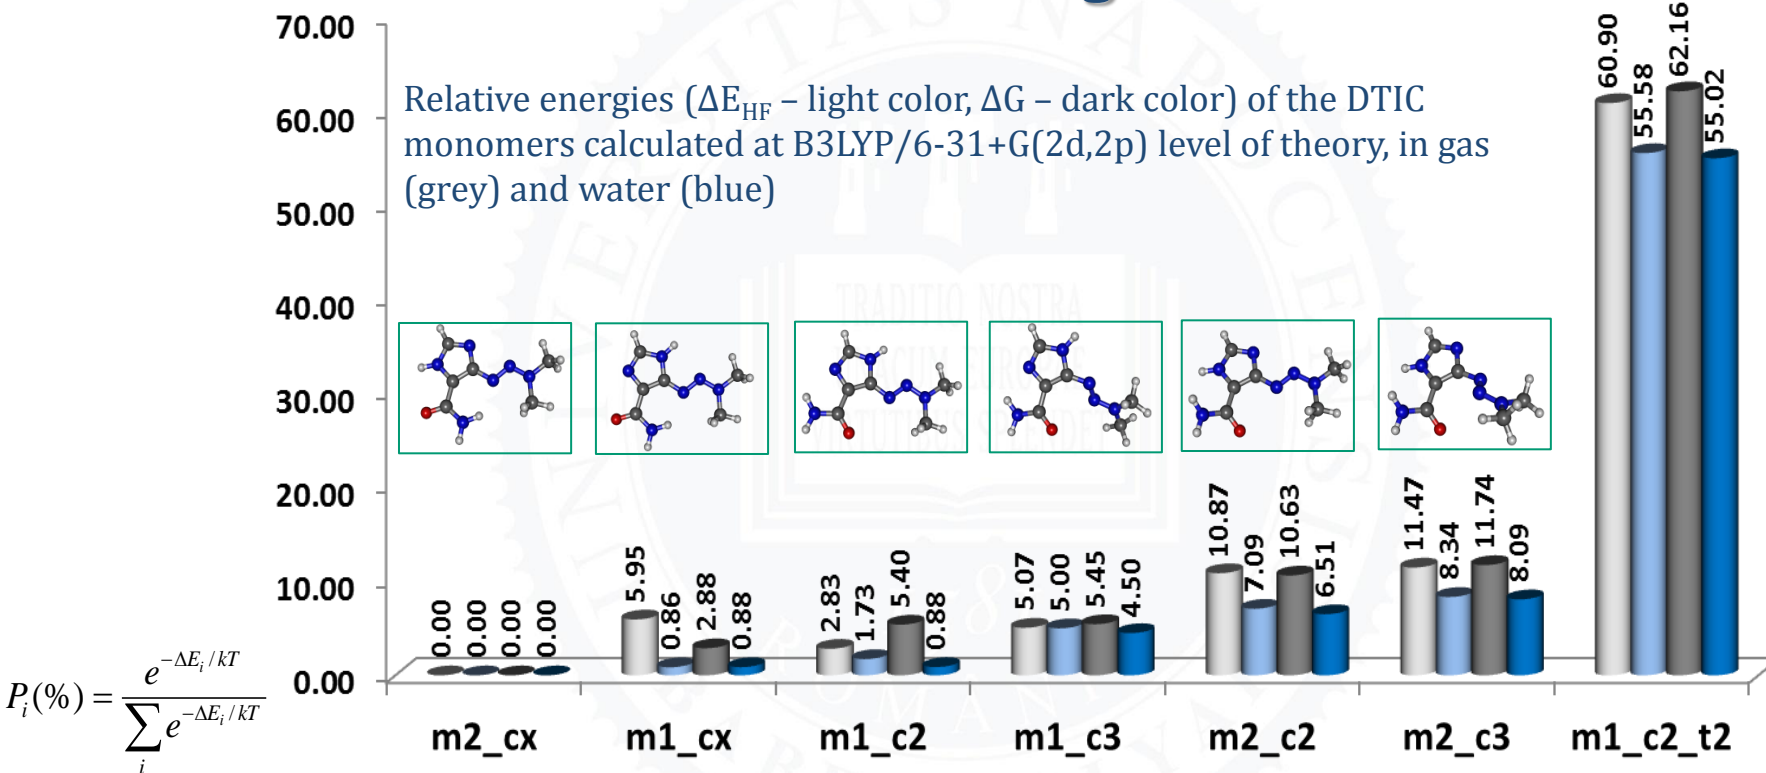 70.00
60.00
50.00
40.00
30.00
20.00
10.00
0.00
Relative energies (ΔE_HF – light color, ΔG – dark color) of the DTIC
monomers calculated at B3LYP/6-31+G(2d,2p) level of theory, in gas
(grey) and water (blue)
0.00 0.00 0.00 0.00
5.95 0.86 2.88 0.88
2.83 1.73 5.40 0.88
5.07 5.00 5.45 4.50
10.87 7.09 10.63 6.51
11.47 8.34 11.74 8.09
60.90 55.58 62.16 55.02
m2_cx m1_cx m1_c2 m1_c3 m2_c2 m2_c3 m1_c2_t2
P_i(%) = e^{-ΔE_i/kT} / ∑_i e^{-ΔE_i/kT}
TRADITIO NOSTRA